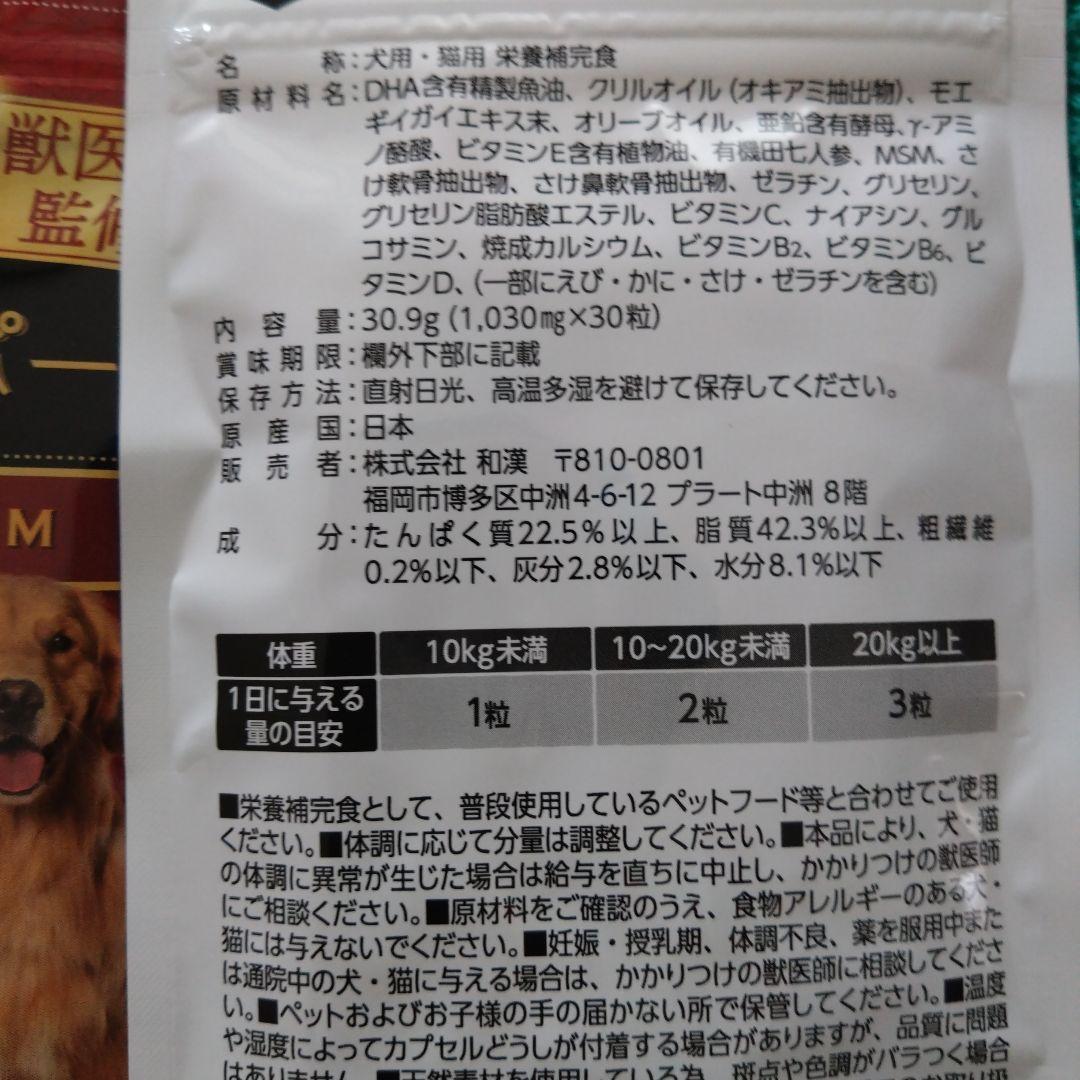 獣医
監修
M
名称：犬用・猫用 栄養補完食
原材料名：DHA含有精製魚油、クリルオイル（オキアミ抽出物）、モエ
ギイガイエキス末、オリーブオイル、亜鉛含有酵母、γ-アミ
ノ酪酸、ビタミンE含有植物油、有機田七人参、MSM、さ
け軟骨抽出物、さけ鼻軟骨抽出物、ゼラチン、グリセリン、
グリセリン脂肪酸エステル、ビタミンC、ナイアシン、グル
コサミン、焼成カルシウム、ビタミンB2、ビタミンB6、ビ
タミンD、（一部にえび・かに・さけ・ゼラチンを含む）
内容量：30.9g（1,030mg×30粒）
賞味期限：欄外下部に記載
保存方法：直射日光、高温多湿を避けて保存してください。
原産国：日本
販売者：株式会社 和漢 〒810-0801
福岡市博多区中洲4-6-12 プラート中洲 8階
成分：たんぱく質22.5%以上、脂質42.3%以上、粗繊維
0.2%以下、灰分2.8%以下、水分8.1%以下
体重 10kg未満 10～20kg未満 20kg以上
1日に与える
量の目安 1粒 2粒 3粒
■栄養補完食として、普段使用しているペットフード等と合わせてご使用
ください。■体調に応じて分量は調整してください。■本品により、犬・猫
の体調に異常が生じた場合は給与を直ちに中止し、かかりつけの獣医師
にご相談ください。■原材料をご確認のうえ、食物アレルギーのある犬・
猫には与えないでください。■妊娠・授乳期、体調不良、薬を服用中また
は通院中の犬・猫に与える場合は、かかりつけの獣医師に相談してくださ
い。■ペットおよびお子様の手の届かない所で保管してください。■温度
や湿度によってカプセルどうしが付着する場合がありますが、品質に問題
はありません。■天然素材を使用している為、斑点や色調がバラつく場合